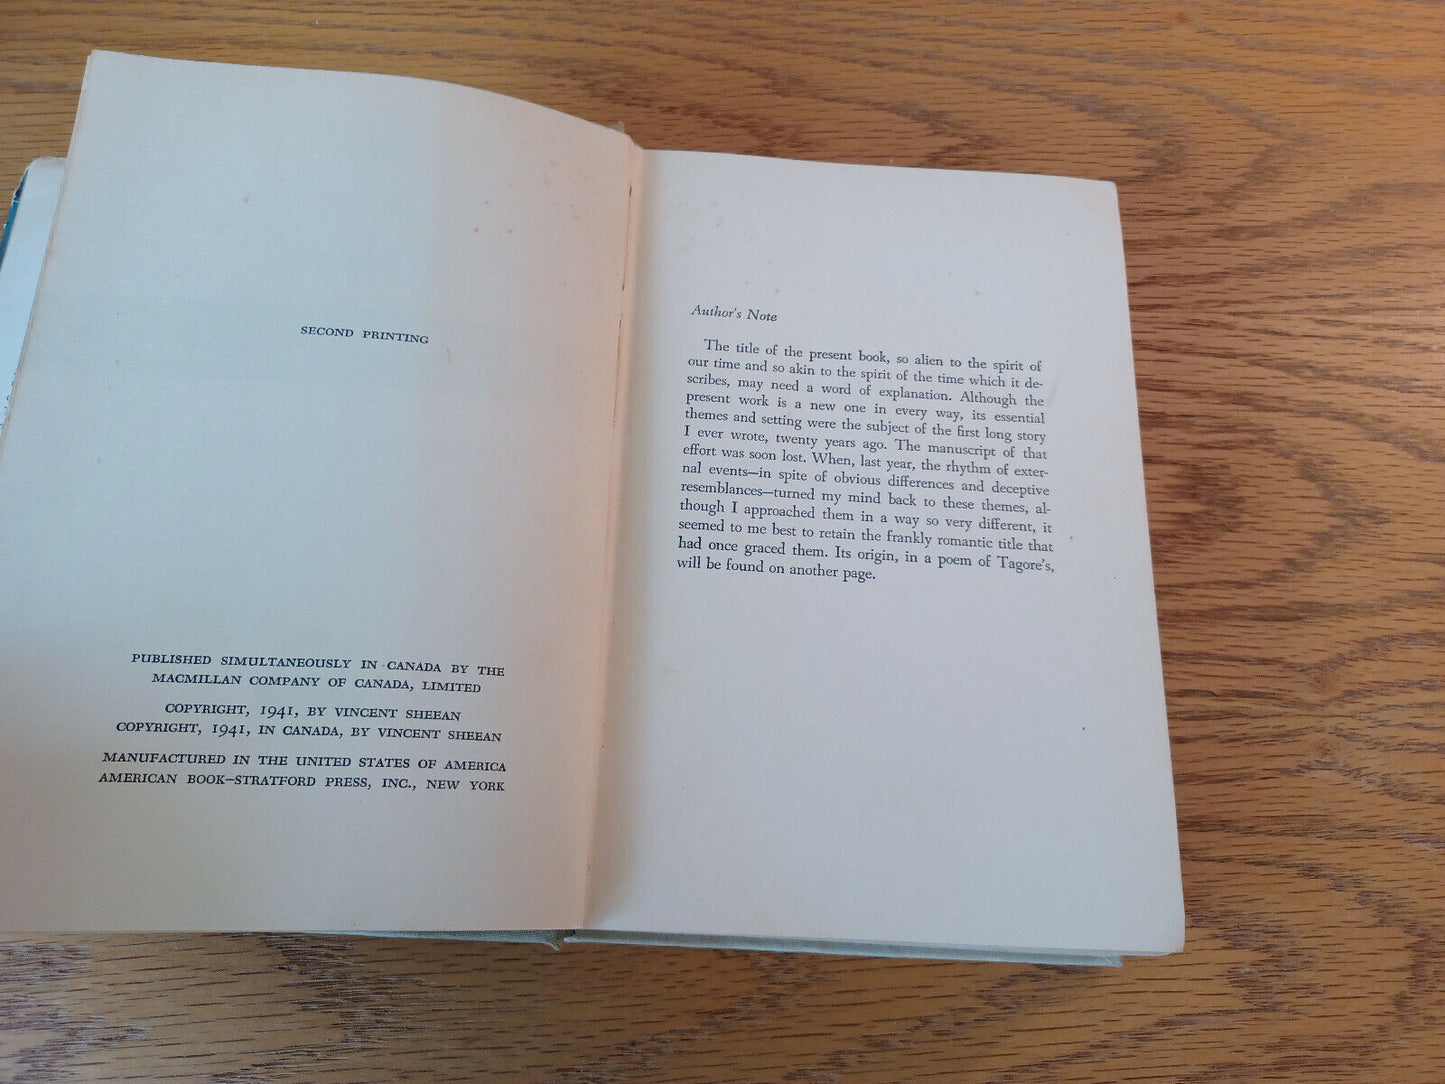 SECOND PRINTING
PUBLISHED SIMULTANEOUSLY IN CANADA BY THE
MACMILLAN COMPANY OF CANADA, LIMITED
COPYRIGHT, 1941, BY VINCENT SHEEAN
COPYRIGHT, 1941, IN CANADA, BY VINCENT SHEEAN
MANUFACTURED IN THE UNITED STATES OF AMERICA
AMERICAN BOOK—STRATFORD PRESS, INC., NEW YORK
Author's Note
The title of the present book, so alien to the spirit of
our time and so akin to the spirit of the time which it de-
scribes, may need a word of explanation. Although the
present work is a new one in every way, its essential
themes and setting were the subject of the first long story
I ever wrote, twenty years ago. The manuscript of that
effort was soon lost. When, last year, the rhythm of exter-
nal events—in spite of obvious differences and deceptive
resemblances—turned my mind back to these themes, al-
though I approached them in a way so very different, it
seemed to me best to retain the frankly romantic title that
had once graced them. Its origin, in a poem of Tagore's,
will be found on another page.